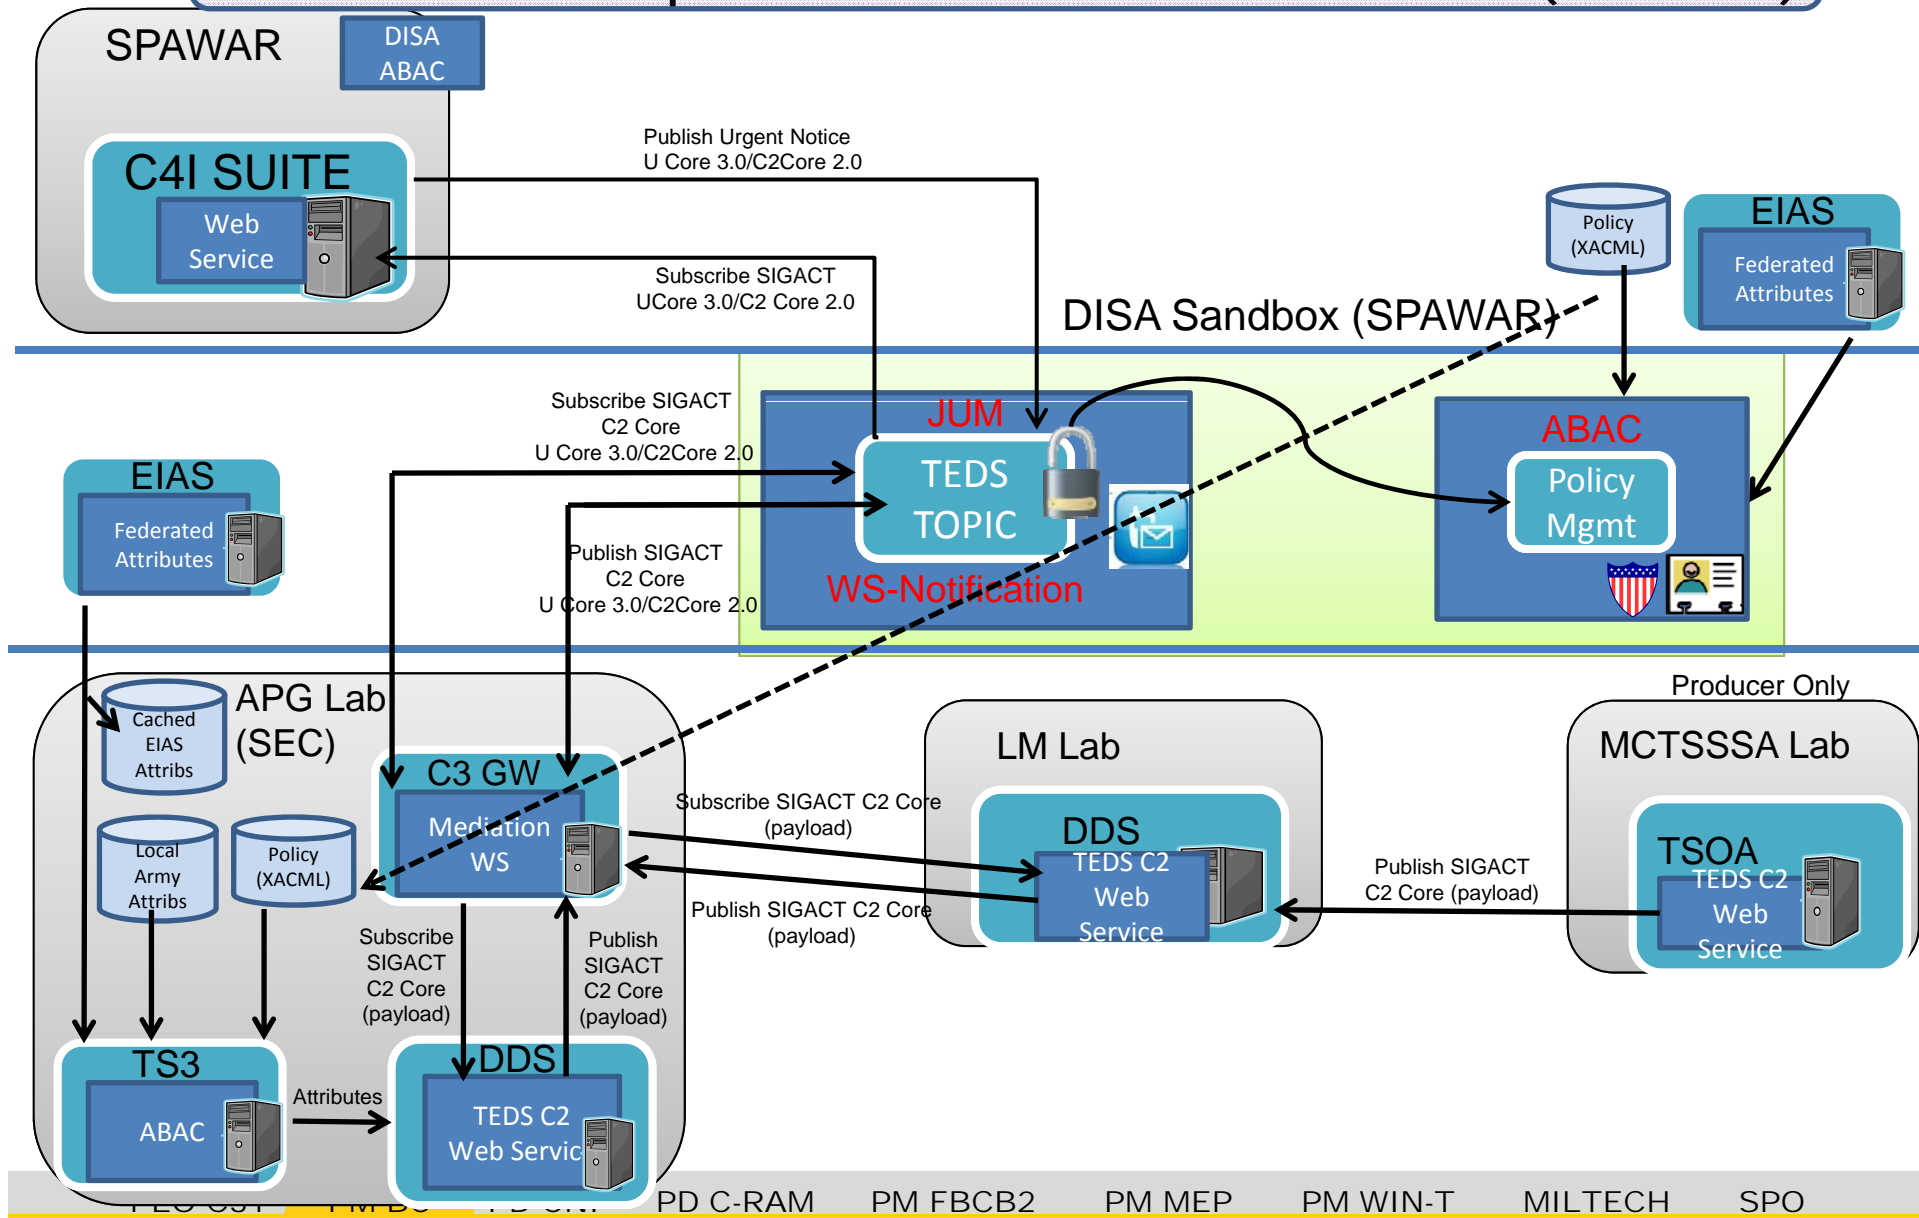 SPAWAR
DISA
ABAC
C4I SUITE
Web
Service
Publish Urgent Notice
U Core 3.0/C2Core 2.0
Subscribe SIGACT
UCore 3.0/C2 Core 2.0
Policy
(XACML)
EIAS
Federated
Attributes
DISA Sandbox (SPAWAR)
Subscribe SIGACT
C2 Core
U Core 3.0/C2Core 2.0
JUM
TEDS
TOPIC
WS-Notification
ABAC
Policy
Mgmt
EIAS
Federated
Attributes
Publish SIGACT
C2 Core
U Core 3.0/C2Core 2.0
APG Lab
(SEC)
Cached
EIAS
Attribs
Local
Army
Attribs
Policy
(XACML)
C3 GW
Mediation
WS
Subscribe SIGACT C2 Core
(payload)
Publish SIGACT C2 Core
(payload)
LM Lab
DDS
TEDS C2
Web
Service
Publish SIGACT
C2 Core (payload)
Producer Only
MCTSSSA Lab
TSOA
TEDS C2
Web
Service
Subscribe
SIGACT
C2 Core
(payload)
Publish
SIGACT
C2 Core
(payload)
TS3
ABAC
Attributes
DDS
TEDS C2
Web Servic
PD C-RAM
PM FBCB2
PM MEP
PM WIN-T
MILTECH
SPO